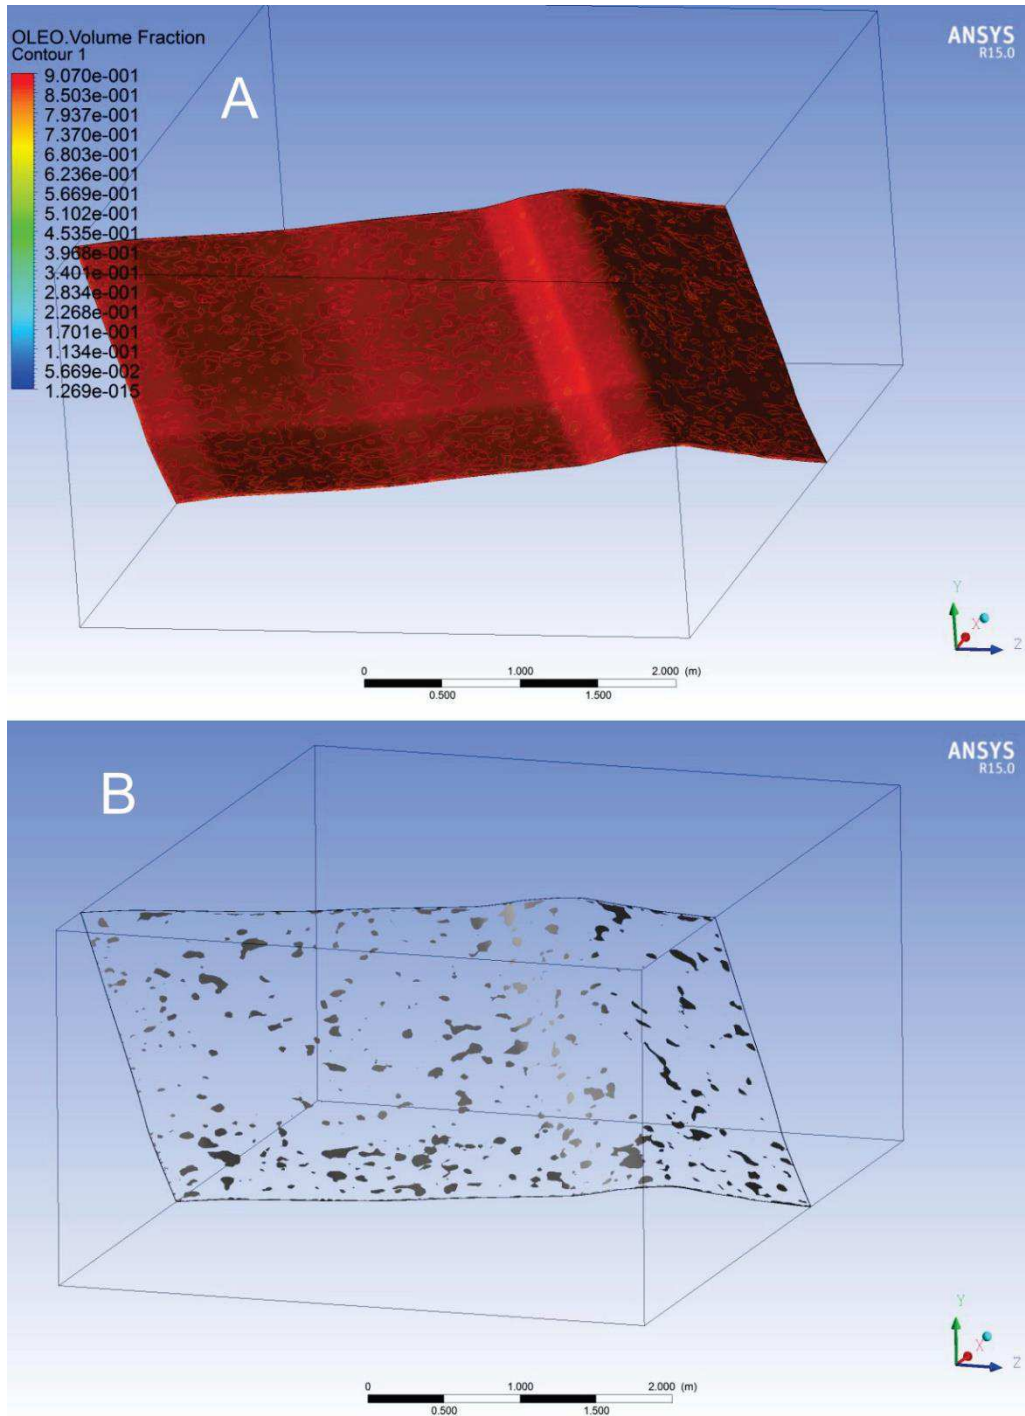 OLEO.Volume Fraction
Contour 1
9.070e-001
8.503e-001
7.937e-001
7.370e-001
6.803e-001
6.236e-001
5.669e-001
5.102e-001
4.535e-001
3.968e-001
3.401e-001
2.834e-001
2.268e-001
1.701e-001
1.134e-001
5.669e-002
1.269e-015
A
ANSYS
R15.0
Y
X
Z
0 1.000 2.000 (m)
0.500 1.500
B
ANSYS
R15.0
Y
X
Z
0 1.000 2.000 (m)
0.500 1.500